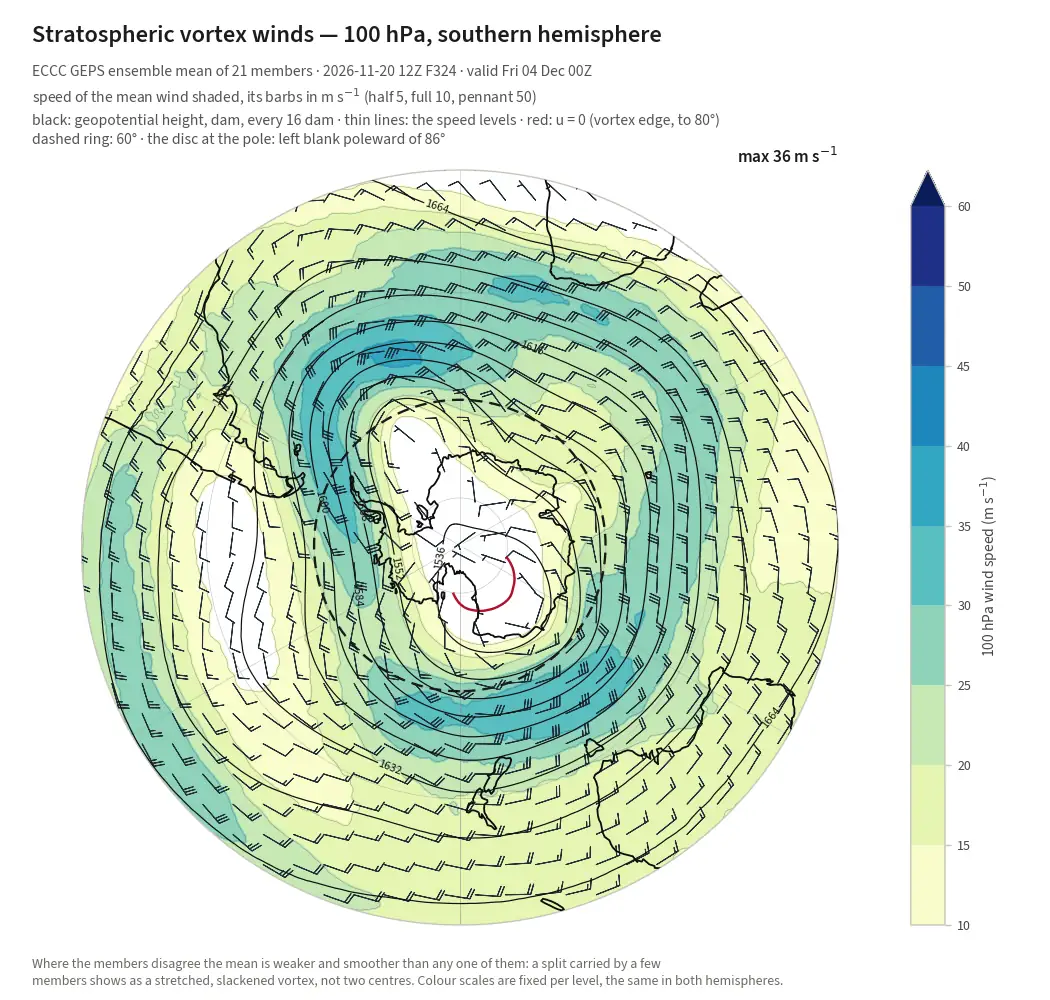 Stratospheric vortex winds — 100 hPa, southern hemisphere
ECCC GEPS ensemble mean of 21 members · 2026-11-20 12Z F324 · valid Fri 04 Dec 00Z
speed of the mean wind shaded, its barbs in m s⁻¹ (half 5, full 10, pennant 50)
black: geopotential height, dam, every 16 dam · thin lines: the speed levels · red: u = 0 (vortex edge, to 80°)
dashed ring: 60° · the disc at the pole: left blank poleward of 86°
max 36 m s⁻¹
1664
1616
1600
1536
1552
1584
1632
1664
60
50
45
40
35
30
25
20
15
10
100 hPa wind speed (m s⁻¹)
Where the members disagree the mean is weaker and smoother than any one of them: a split carried by a few
members shows as a stretched, slackened vortex, not two centres. Colour scales are fixed per level, the same in both hemispheres.